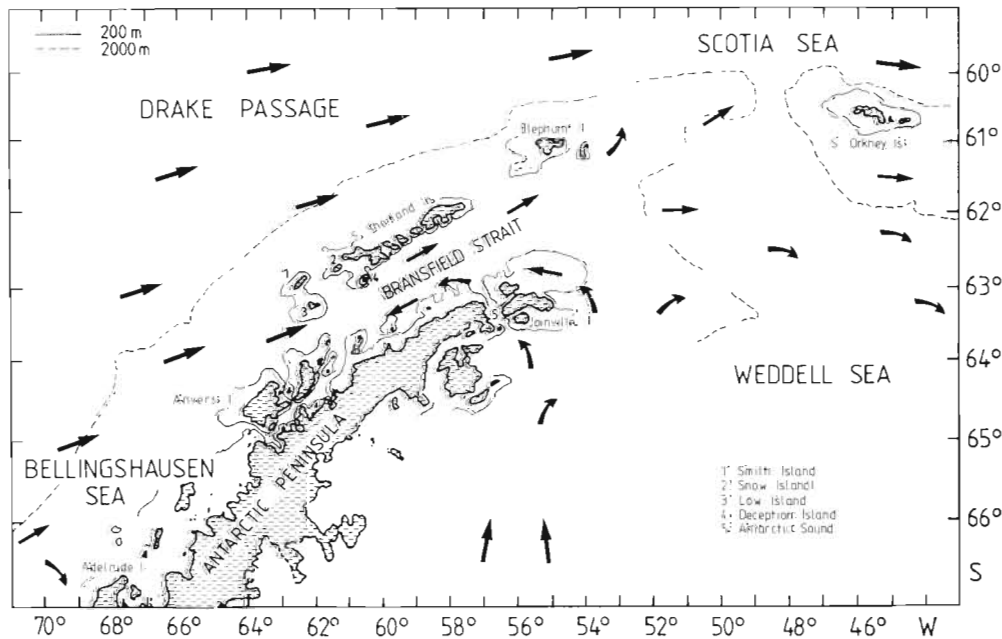 200 m
2000 m
SCOTIA SEA
DRAKE PASSAGE
60°
61°
62°
63°
64°
65°
66°
S
Elephant I
S Orkney Isl
S. Shetland Is
BRANSFIELD STRAIT
2
1
3
4
5
Joinville I
WEDDELL SEA
Anvers I
BELLINGSHAUSEN
SEA
ANTARCTIC PENINSULA
Adelaide I
1 Smith Island
2 Snow Island
3 Low Island
4 Deception Island
5 Antarctic Sound
70° 68° 66° 64° 62° 60° 58° 56° 54° 52° 50° 48° 46° W